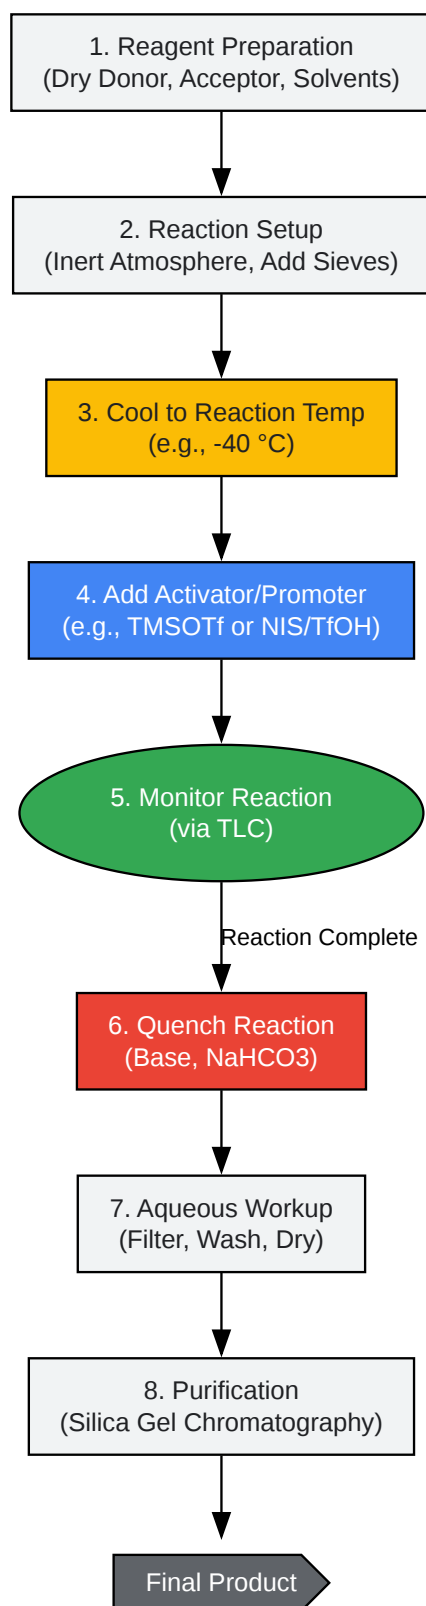 1. Reagent Preparation
(Dry Donor, Acceptor, Solvents)
2. Reaction Setup
(Inert Atmosphere, Add Sieves)
3. Cool to Reaction Temp
(e.g., -40 °C)
4. Add Activator/Promoter
(e.g., TMSOTf or NIS/TfOH)
5. Monitor Reaction
(via TLC)
Reaction Complete
6. Quench Reaction
(Base, NaHCO3)
7. Aqueous Workup
(Filter, Wash, Dry)
8. Purification
(Silica Gel Chromatography)
Final Product